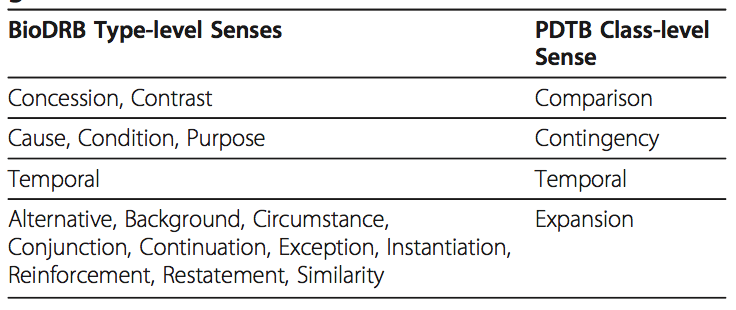 BioDRB Type-level Senses PDTB Class-level
Sense
Concession, Contrast Comparison
Cause, Condition, Purpose Contingency
Temporal Temporal
Alternative, Background, Circumstance, Expansion
Conjunction, Continuation, Exception, Instantiation,
Reinforcement, Restatement, Similarity